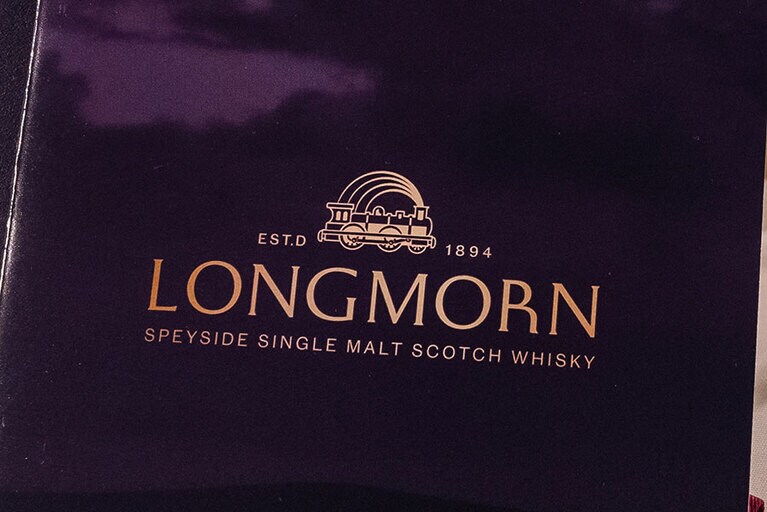 EST.D 1894
LONGMORN
SPEYSIDE SINGLE MALT SCOTCH WHISKY